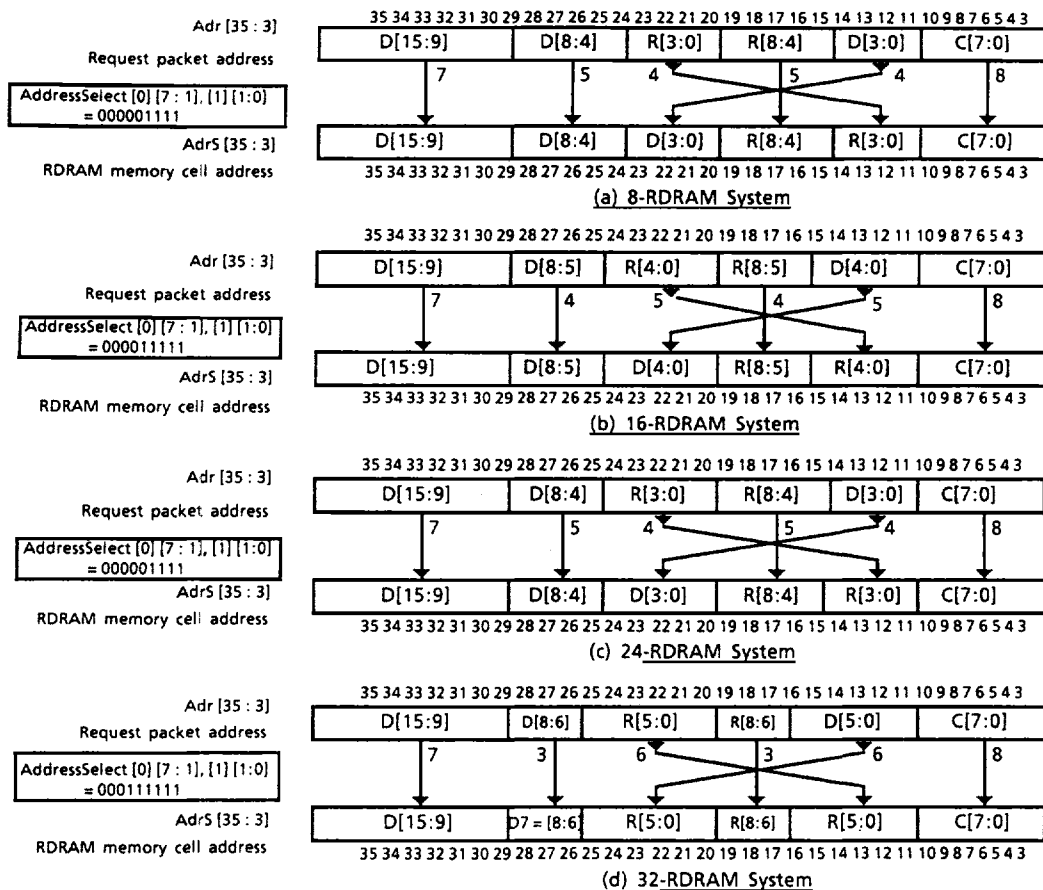 35 34 33 32 31 30 29 28 27 26 25 24 23 22 21 20 19 18 17 16 15 14 13 12 11 10 9 8 7 6 5 4 3
Adr [35 : 3]
D[15:9] D[8:4] R[3:0] R[8:4] D[3:0] C[7:0]
Request packet address
7 5 4 5 4 8
AddressSelect [0] [7 : 1], [1] [1:0]
= 000001111
AdrS [35 : 3]
D[15:9] D[8:4] D[3:0] R[8:4] R[3:0] C[7:0]
RDRAM memory cell address
35 34 33 32 31 30 29 28 27 26 25 24 23 22 21 20 19 18 17 16 15 14 13 12 11 10 9 8 7 6 5 4 3
(a) 8-RDRAM System
35 34 33 32 31 30 29 28 27 26 25 24 23 22 21 20 19 18 17 16 15 14 13 12 11 10 9 8 7 6 5 4 3
Adr [35 : 3]
D[15:9] D[8:5] R[4:0] R[8:5] D[4:0] C[7:0]
Request packet address
7 4 5 4 5 8
AddressSelect [0] [7 : 1], [1] [1:0]
= 000011111
AdrS [35 : 3]
D[15:9] D[8:5] D[4:0] R[8:5] R[4:0] C[7:0]
RDRAM memory cell address
35 34 33 32 31 30 29 28 27 26 25 24 23 22 21 20 19 18 17 16 15 14 13 12 11 10 9 8 7 6 5 4 3
(b) 16-RDRAM System
35 34 33 32 31 30 29 28 27 26 25 24 23 22 21 20 19 18 17 16 15 14 13 12 11 10 9 8 7 6 5 4 3
Adr [35 : 3]
D[15:9] D[8:4] R[3:0] R[8:4] D[3:0] C[7:0]
Request packet address
7 5 4 5 4 8
AddressSelect [0] [7 : 1], [1] [1:0]
= 000001111
AdrS [35 : 3]
D[15:9] D[8:4] D[3:0] R[8:4] R[3:0] C[7:0]
RDRAM memory cell address
35 34 33 32 31 30 29 28 27 26 25 24 23 22 21 20 19 18 17 16 15 14 13 12 11 10 9 8 7 6 5 4 3
(c) 24-RDRAM System
35 34 33 32 31 30 29 28 27 26 25 24 23 22 21 20 19 18 17 16 15 14 13 12 11 10 9 8 7 6 5 4 3
Adr [35 : 3]
D[15:9] D[8:6] R[5:0] R[8:6] D[5:0] C[7:0]
Request packet address
7 3 6 3 6 8
AddressSelect [0] [7 : 1], [1] [1:0]
= 000111111
AdrS [35 : 3]
D[15:9] D7 = [8:6] R[5:0] R[8:6] R[5:0] C[7:0]
RDRAM memory cell address
35 34 33 32 31 30 29 28 27 26 25 24 23 22 21 20 19 18 17 16 15 14 13 12 11 10 9 8 7 6 5 4 3
(d) 32-RDRAM System